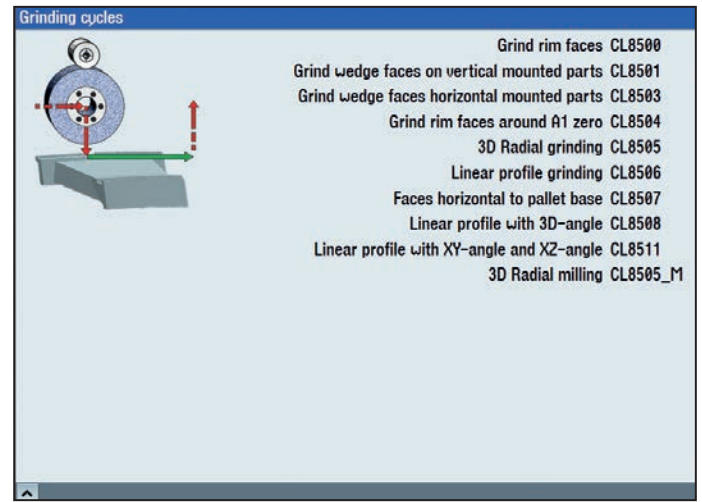 Grinding cycles
Grind rim faces CL8500
Grind wedge faces on vertical mounted parts CL8501
Grind wedge faces horizontal mounted parts CL8503
Grind rim faces around A1 zero CL8504
3D Radial grinding CL8505
Linear profile grinding CL8506
Faces horizontal to pallet base CL8507
Linear profile with 3D-angle CL8508
Linear profile with XY-angle and XZ-angle CL8511
3D Radial milling CL8505_M